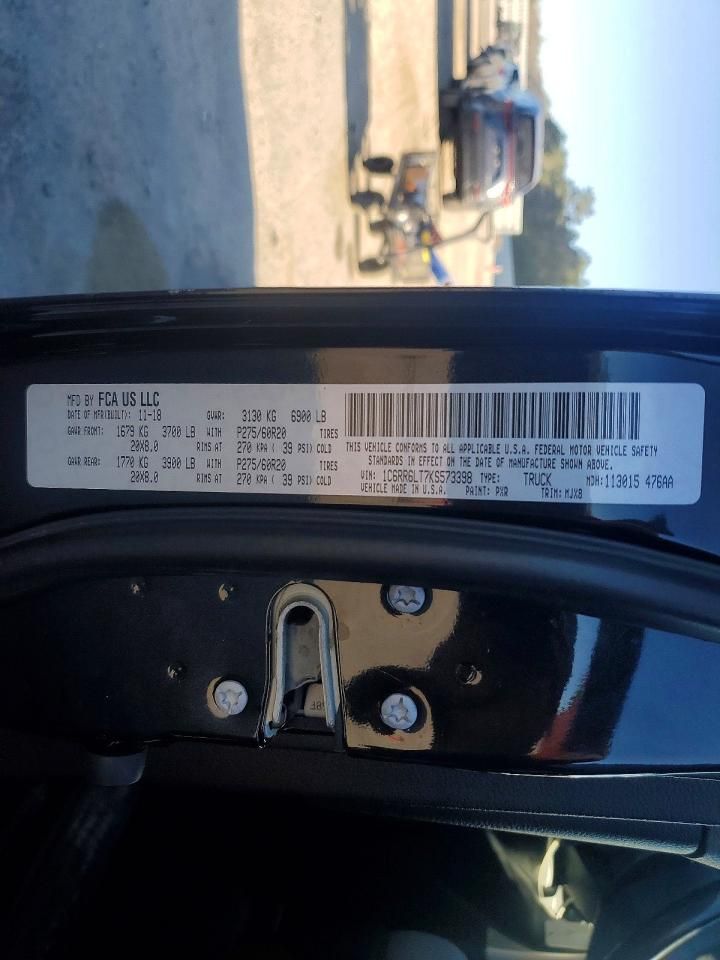 MFD BY FCA US LLC
DATE OF MFR(BUILT): 11-18 GVWR: 3130 KG 6900 LB
GAWR FRONT: 1679 KG 3700 LB WITH P275/60R20 TIRES
20X8.0 RIMS AT 270 KPA ( 39 PSI) COLD
GAWR REAR: 1770 KG 3900 LB WITH P275/60R20 TIRES
20X8.0 RIMS AT 270 KPA ( 39 PSI) COLD
THIS VEHICLE CONFORMS TO ALL APPLICABLE U.S.A. FEDERAL MOTOR VEHICLE SAFETY
STANDARDS IN EFFECT ON THE DATE OF MANUFACTURE SHOWN ABOVE.
VIN: 1C6RR6LT7KS573398 TYPE: TRUCK MDH: 113015 476AA
VEHICLE MADE IN U.S.A. PAINT: PXR TRIM: MJX8